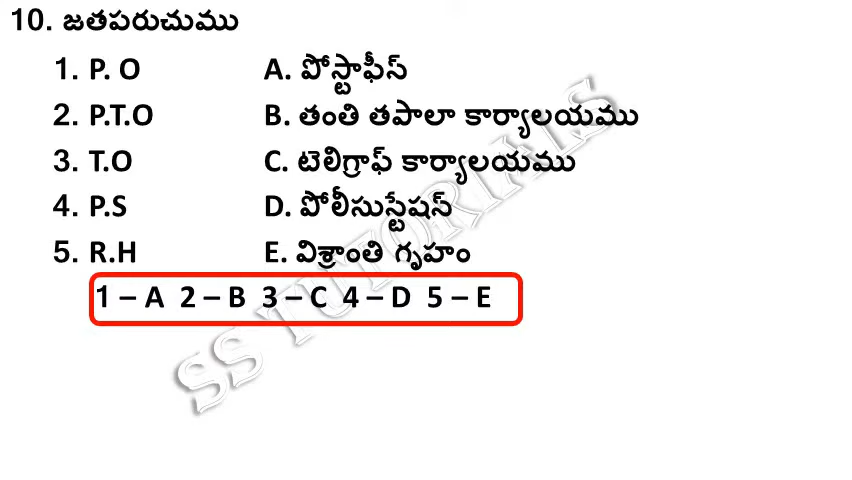 10. జతపరుచుము
1. P. O A. పోస్టాఫీస్
2. P.T.O B. తంతి తపాలా కార్యాలయము
3. T.O C. టెలిగ్రాఫ్ కార్యాలయము
4. P.S D. పోలీసుస్టేషన్
5. R.H E. విశ్రాంతి గృహం
1 – A 2 – B 3 – C 4 – D 5 – E
SS TUTORIALS